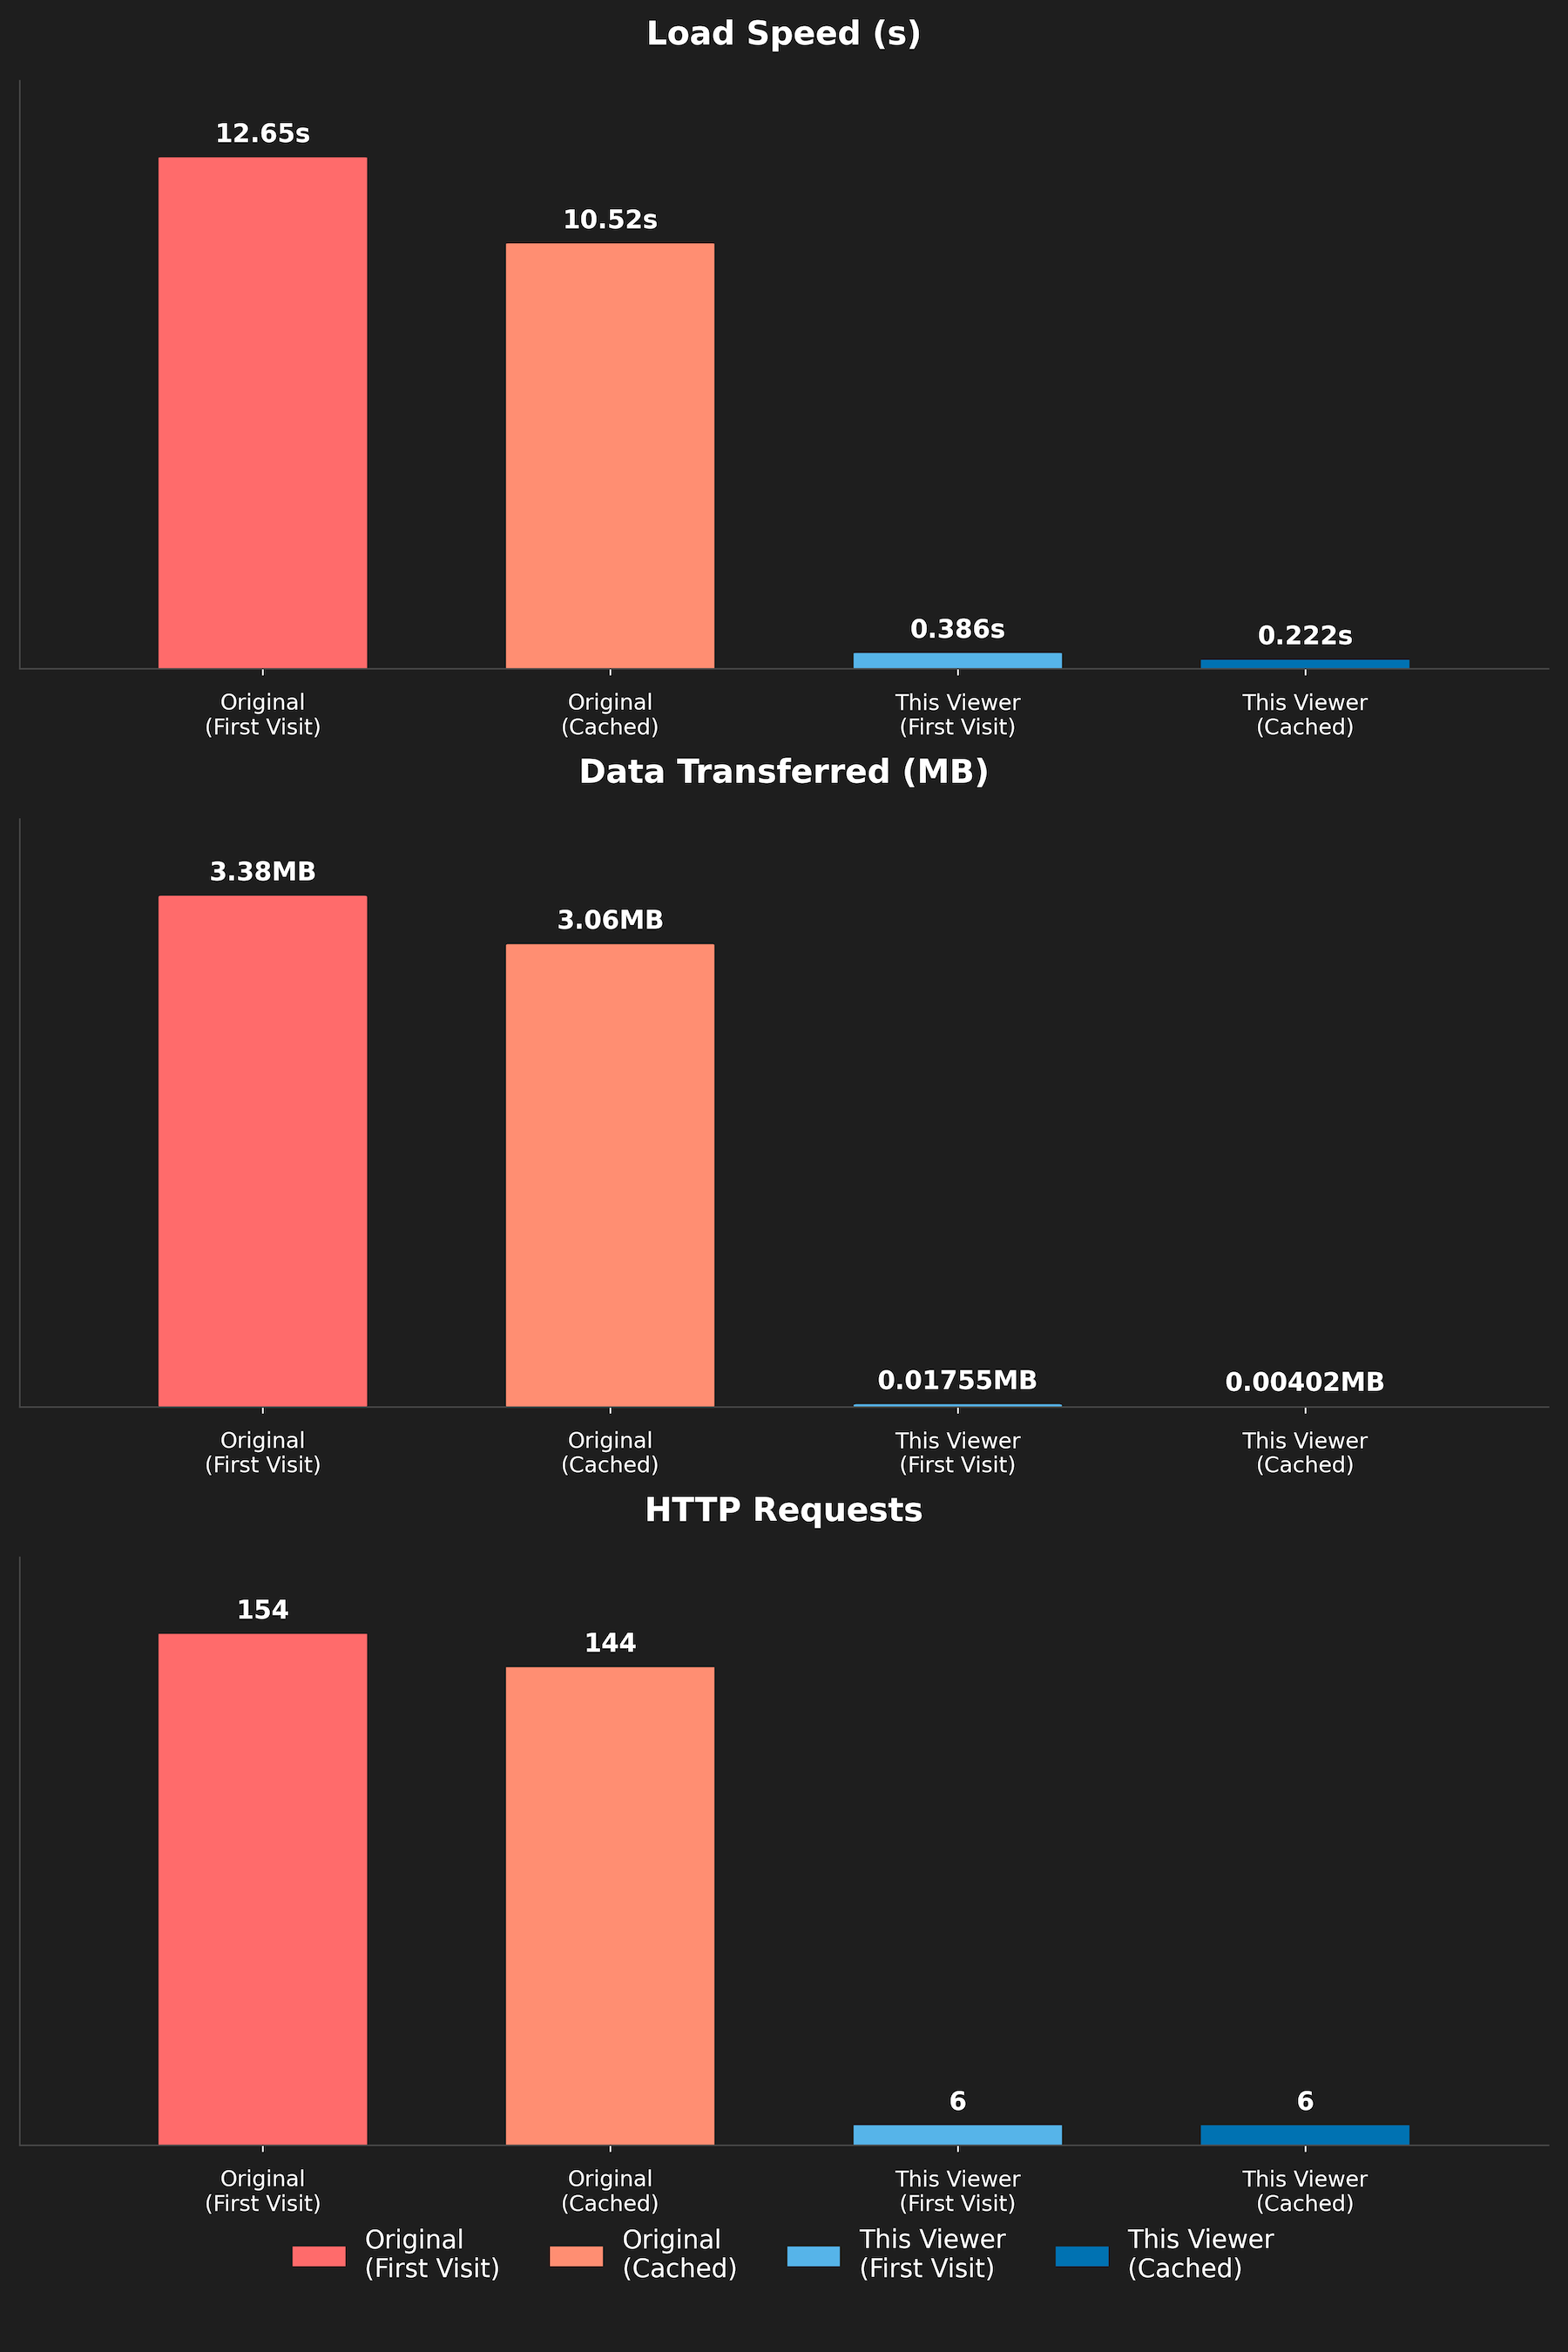 Load Speed (s)
12.65s
10.52s
0.386s
0.222s
Original
(First Visit)
Original
(Cached)
This Viewer
(First Visit)
This Viewer
(Cached)
Data Transferred (MB)
3.38MB
3.06MB
0.01755MB
0.00402MB
Original
(First Visit)
Original
(Cached)
This Viewer
(First Visit)
This Viewer
(Cached)
HTTP Requests
154
144
6
6
Original
(First Visit)
Original
(Cached)
This Viewer
(First Visit)
This Viewer
(Cached)
Original
(First Visit)
Original
(Cached)
This Viewer
(First Visit)
This Viewer
(Cached)